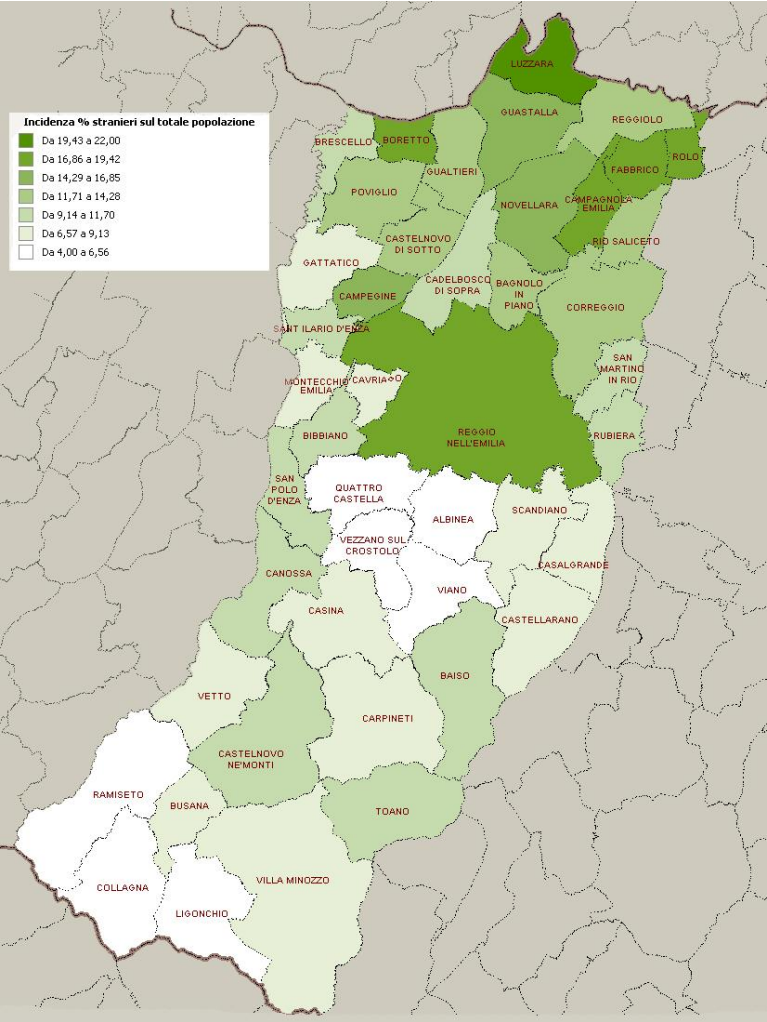 Incidenza % stranieri sul totale popolazione
Da 19,43 a 22,00
Da 16,86 a 19,42
Da 14,29 a 16,85
Da 11,71 a 14,28
Da 9,14 a 11,70
Da 6,57 a 9,13
Da 4,00 a 6,56
LUZZARA
GUASTALLA
REGGIOLO
BRESCELLO
BORETTO
GUALTIERI
FABBRICO
ROLO
POVIGLIO
NOVELLARA
CAMPAGNOLA
EMILIA
CASTELNOVO
DI SOTTO
RIO SALICETO
GATTATICO
CADELBOSCO
DI SOPRA
BAGNOLO
IN
PIANO
CAMPEGINE
CORREGGIO
SANT ILARIO D'ENZA
SAN
MARTINO
IN RIO
MONTECCHIO
EMILIA
CAVRIAGO
BIBBIANO
REGGIO
NELL'EMILIA
RUBIERA
SAN
POLO
D'ENZA
QUATTRO
CASTELLA
ALBINEA
SCANDIANO
VEZZANO SUL
CROSTOLO
CANOSSA
CASALGRANDE
VIANO
CASINA
CASTELLARANO
BAISO
VETTO
CARPINETI
CASTELNOVO
NE'MONTI
RAMISETO
BUSANA
TOANO
COLLAGNA
VILLA MINOZZO
LIGONCHIO